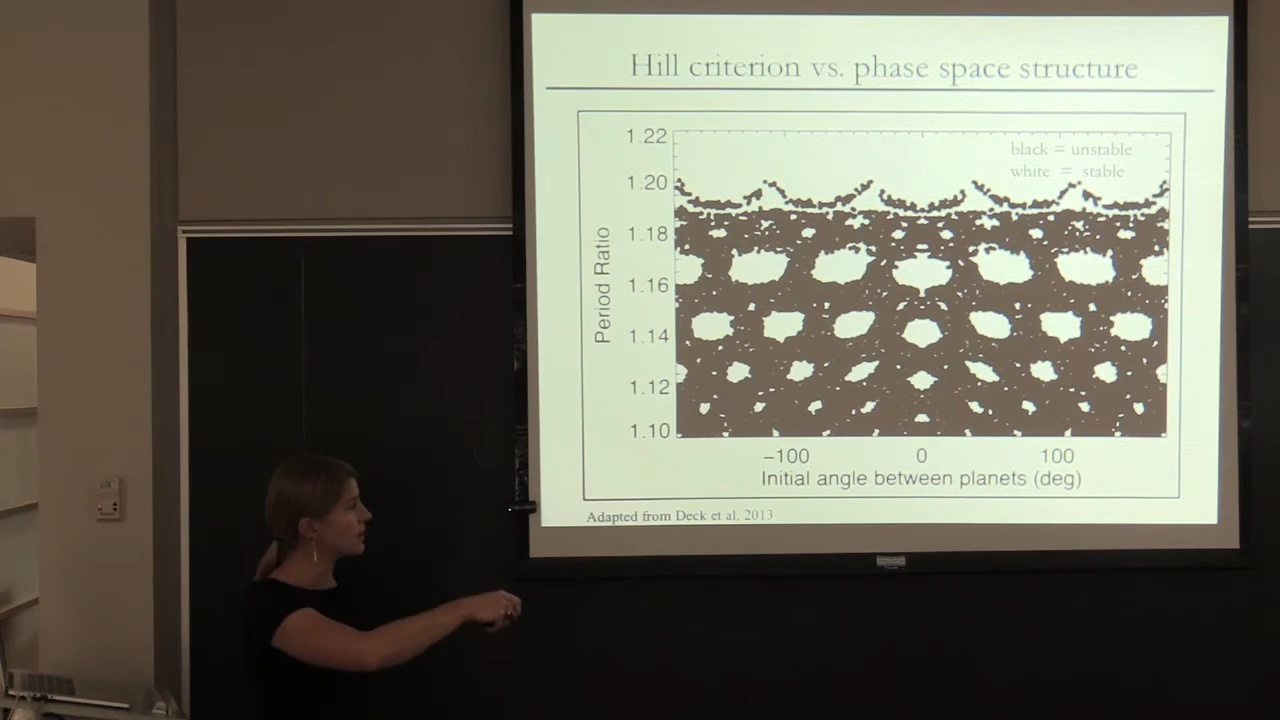 Hill criterion vs. phase space structure
black = unstable
white = stable
1.22
1.20
1.18
1.16
1.14
1.12
1.10
Period Ratio
−100 0 100
Initial angle between planets (deg)
Adapted from Deck et al. 2013